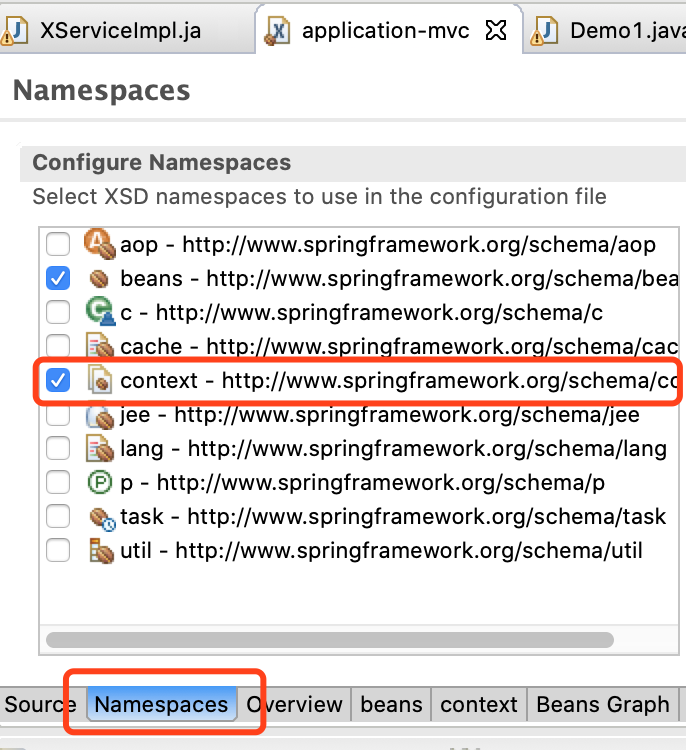 XServiceImpl.ja
application-mvc
Demo1.java
Namespaces
Configure Namespaces
Select XSD namespaces to use in the configuration file
aop - http://www.springframework.org/schema/aop
beans - http://www.springframework.org/schema/bea
c - http://www.springframework.org/schema/c
cache - http://www.springframework.org/schema/cac
context - http://www.springframework.org/schema/co
jee - http://www.springframework.org/schema/jee
lang - http://www.springframework.org/schema/lang
p - http://www.springframework.org/schema/p
task - http://www.springframework.org/schema/task
util - http://www.springframework.org/schema/util
Source Namespaces Overview beans context Beans Graph